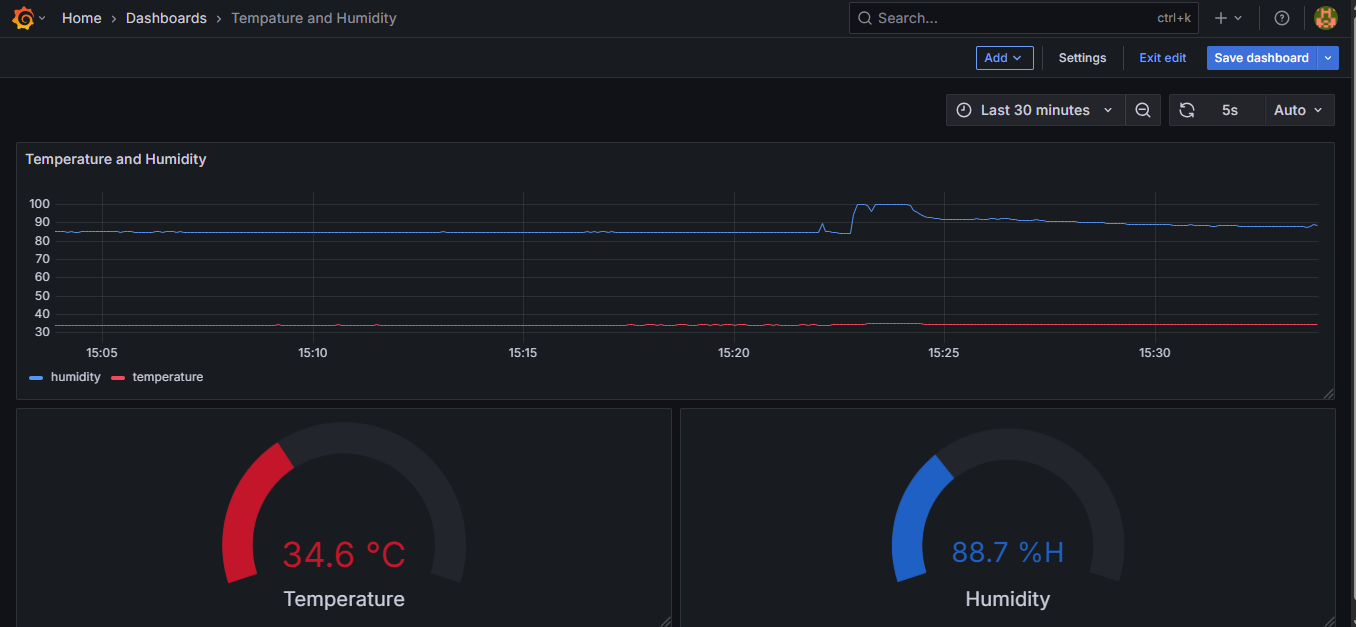 Home › Dashboards › Tempature and Humidity
Search... ctrl+k
Add Settings Exit edit Save dashboard
Last 30 minutes 5s Auto
Temperature and Humidity
100
90
80
70
60
50
40
30
15:05 15:10 15:15 15:20 15:25 15:30
humidity temperature
34.6 °C
Temperature
88.7 %H
Humidity